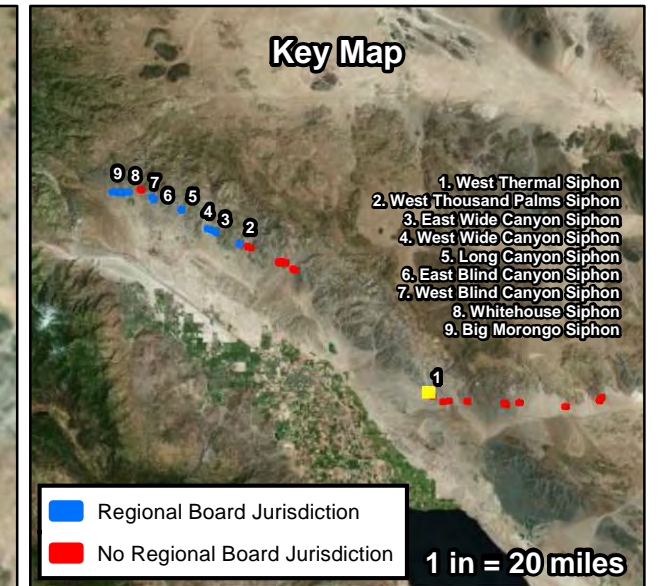 Key Map
9
8
7
6
5
4
3
2
1
1. West Thermal Siphon
2. West Thousand Palms Siphon
3. East Wide Canyon Siphon
4. West Wide Canyon Siphon
5. Long Canyon Siphon
6. East Blind Canyon Siphon
7. West Blind Canyon Siphon
8. Whitehouse Siphon
9. Big Morongo Siphon
Regional Board Jurisdiction
No Regional Board Jurisdiction
1 in = 20 miles